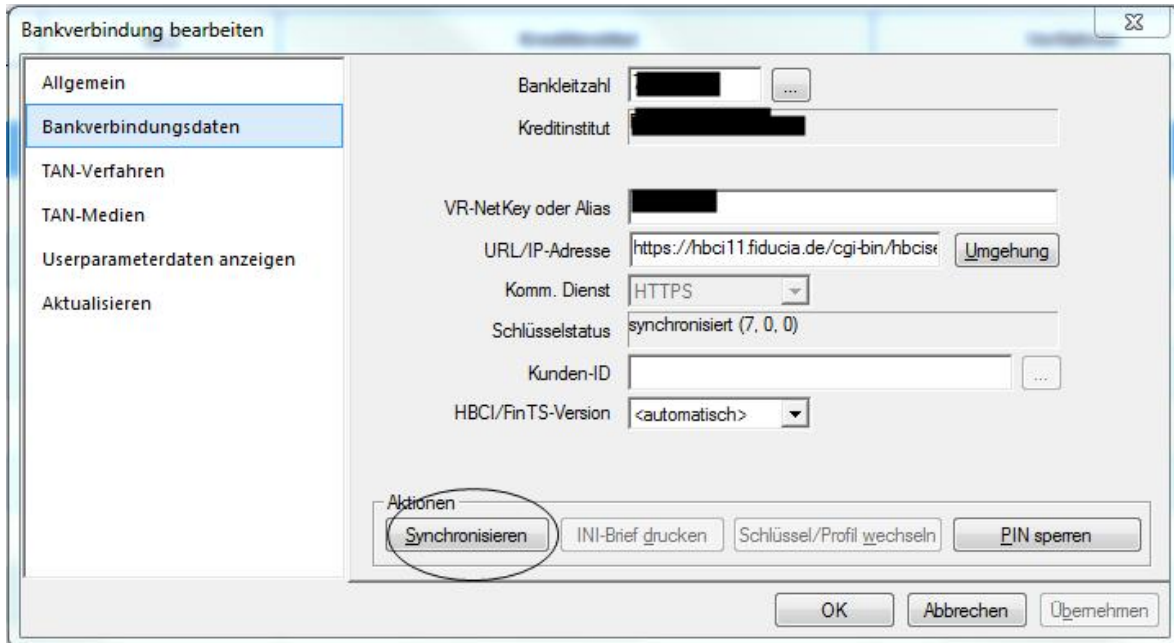 Bankverbindung bearbeiten
Allgemein
Bankverbindungsdaten
TAN-Verfahren
TAN-Medien
Userparameterdaten anzeigen
Aktualisieren
Bankleitzahl ...
Kreditinstitut
VR-NetKey oder Alias
URL/IP-Adresse https://hbci11.fiducia.de/cgi-bin/hbcise Umgehung
Komm. Dienst HTTPS
Schlüsselstatus synchronisiert (7, 0, 0)
Kunden-ID ...
HBCI/FinTS-Version <automatisch>
Aktionen
Synchronisieren INI-Brief drucken Schlüssel/Profil wechseln PIN sperren
OK Abbrechen Übernehmen